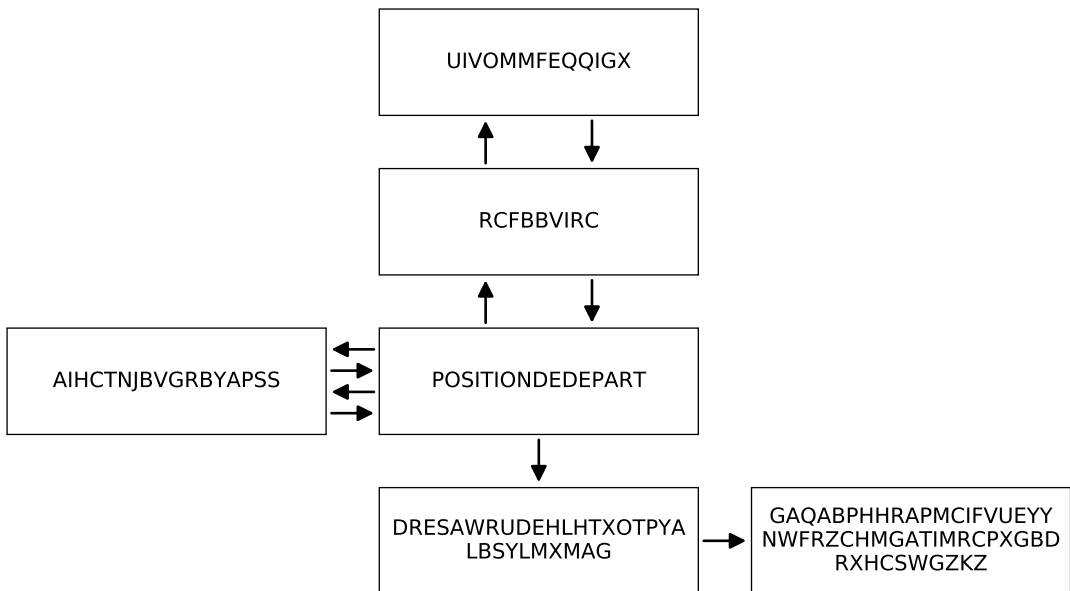 UIVOMMFEQQIGX
RCFBBVIRC
AIHCTNJBVGRBYAPSS
POSITIONDEDEPART
DRESAWRUDEHLHTXOTPYA
LBSYLMXMAG
GAQABPHHRAPMCIFVUEYY
NWFRZCHMGATIMRCPXGBD
RXHCSWGZKZ